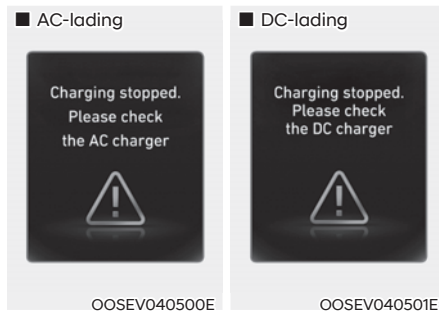 ■ AC-lading
Charging stopped.
Please check
the AC charger
OOSEV040500E
■ DC-lading
Charging stopped.
Please check
the DC charger
OOSEV040501E